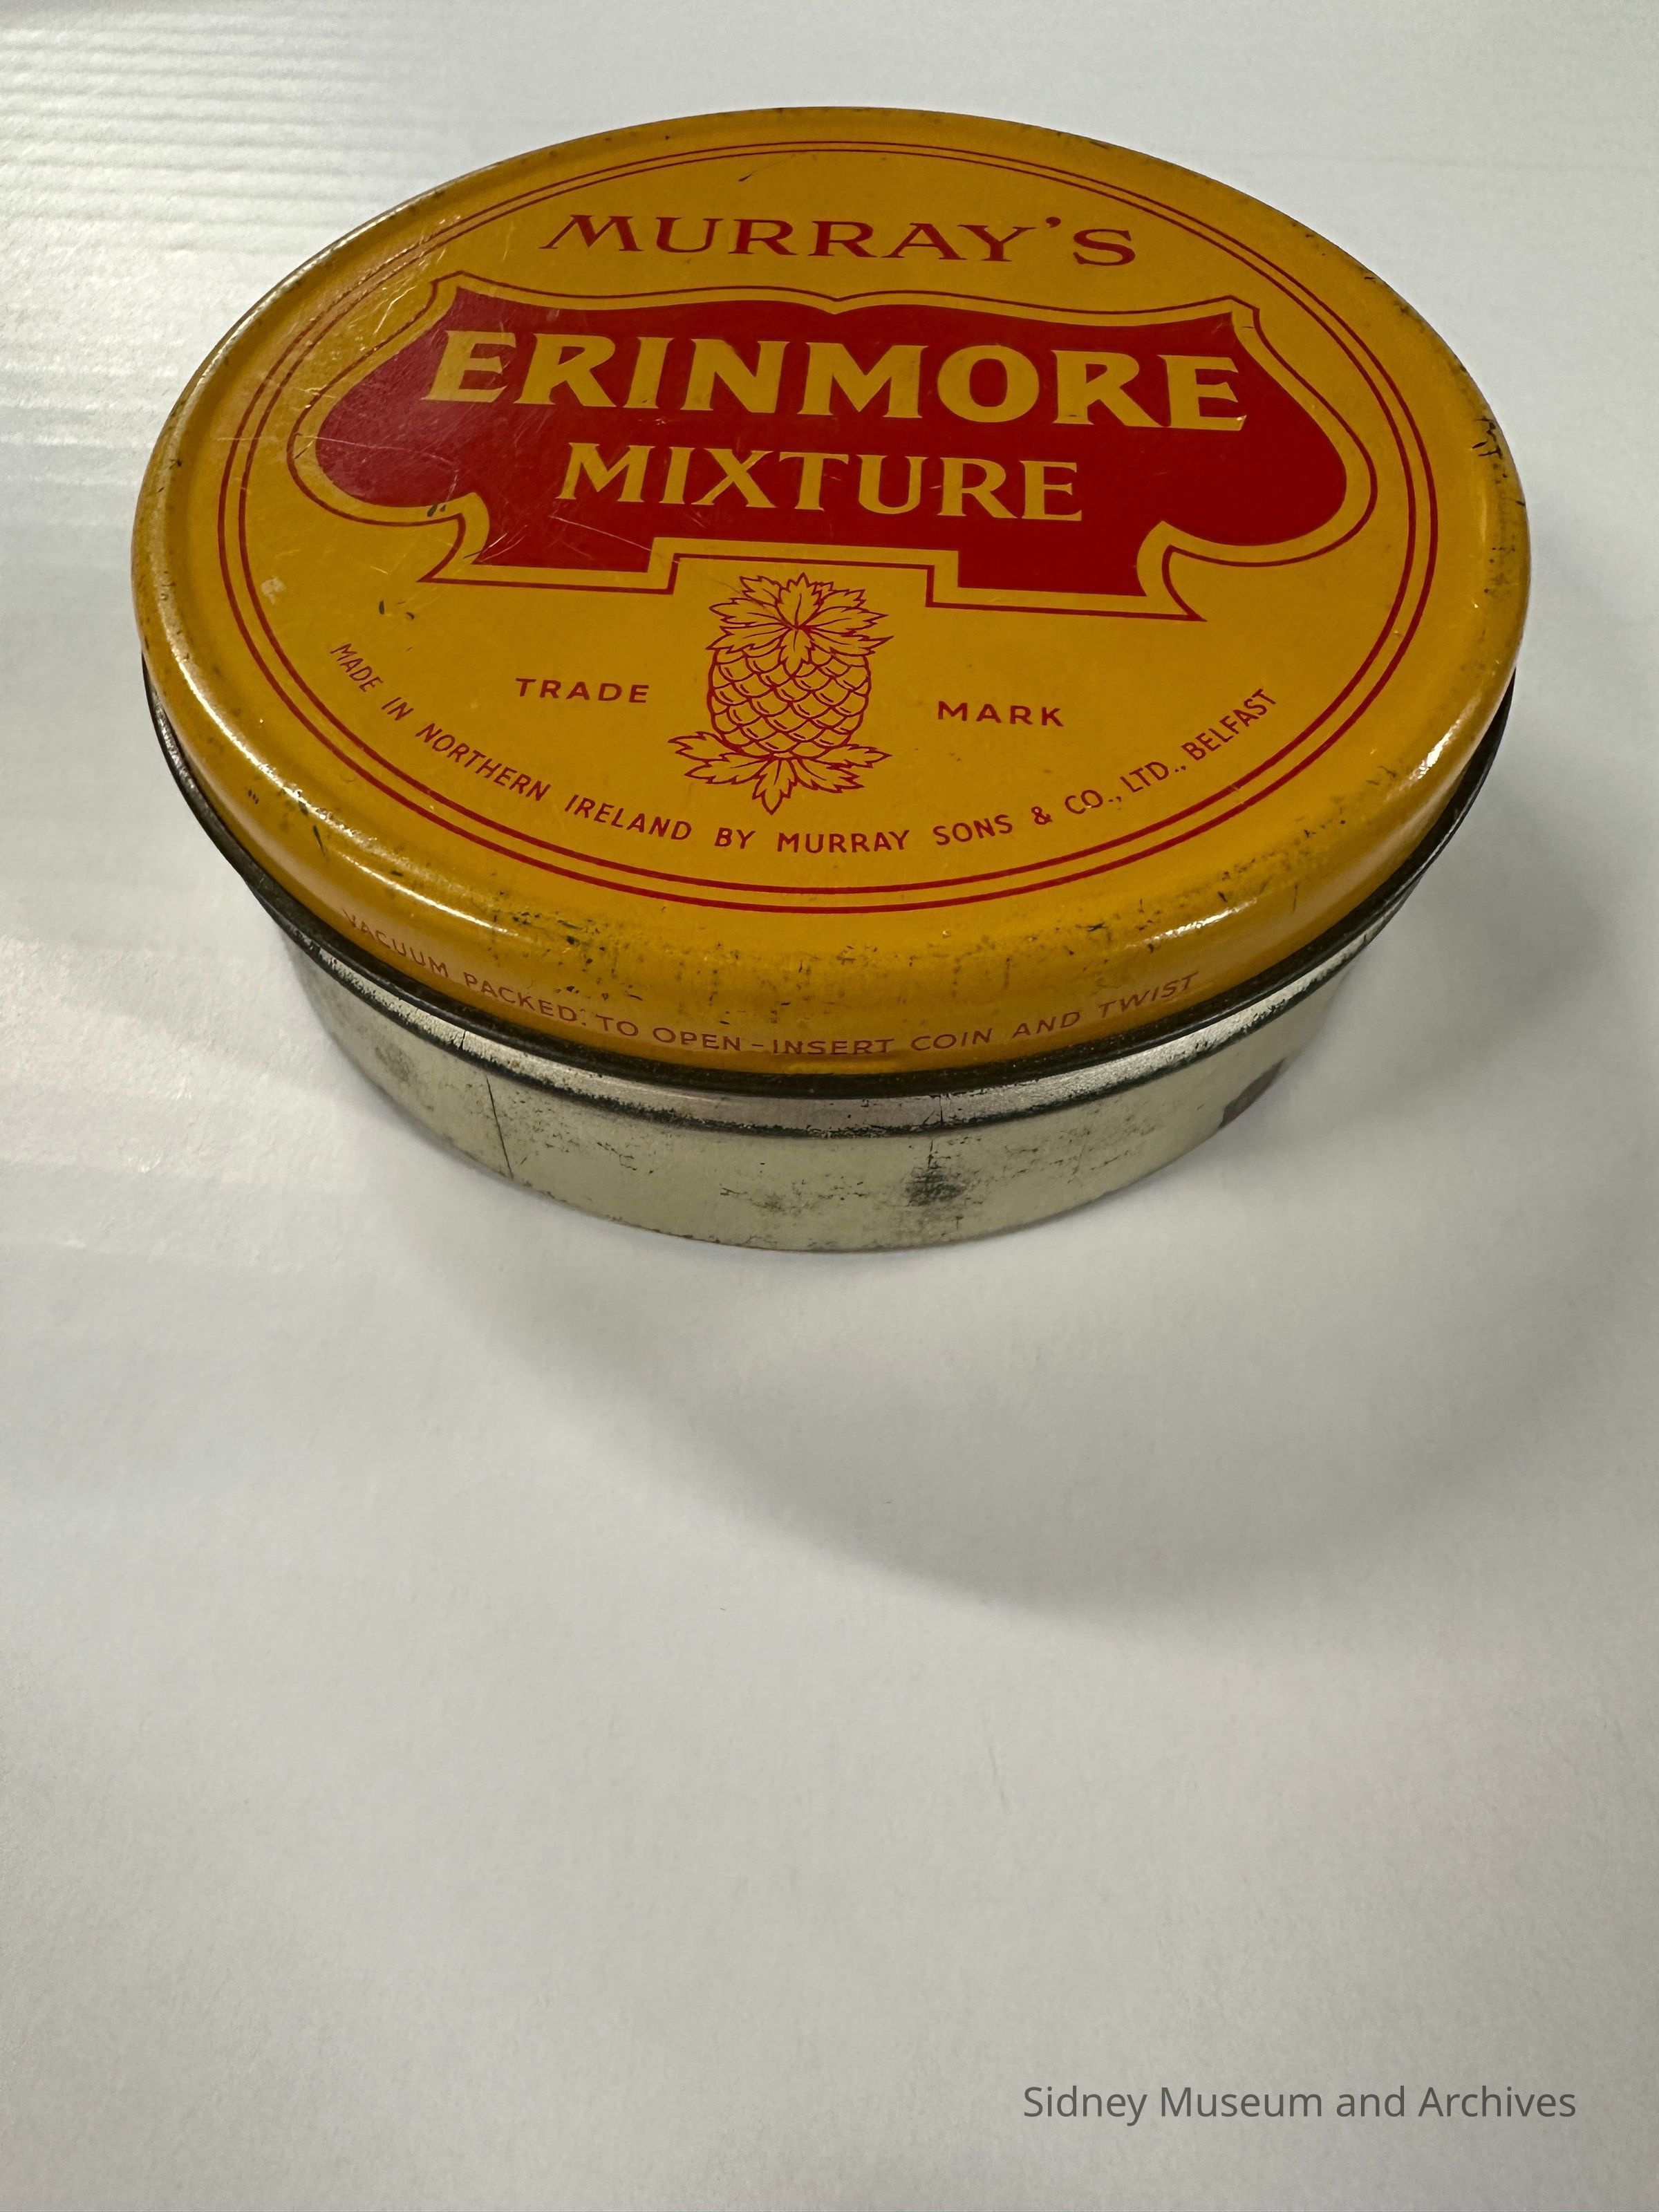 MURRAY'S
ERINMORE
MIXTURE
TRADE MARK
MADE IN NORTHERN IRELAND BY MURRAY SONS & CO., LTD., BELFAST
VACUUM PACKED. TO OPEN-INSERT COIN AND TWIST
Sidney Museum and Archives